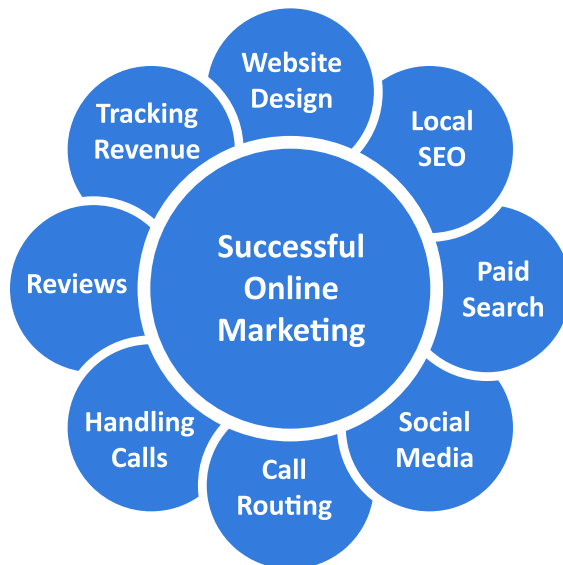 Successful
Online
Marketing
Website
Design
Local
SEO
Paid
Search
Social
Media
Call
Routing
Handling
Calls
Reviews
Tracking
Revenue